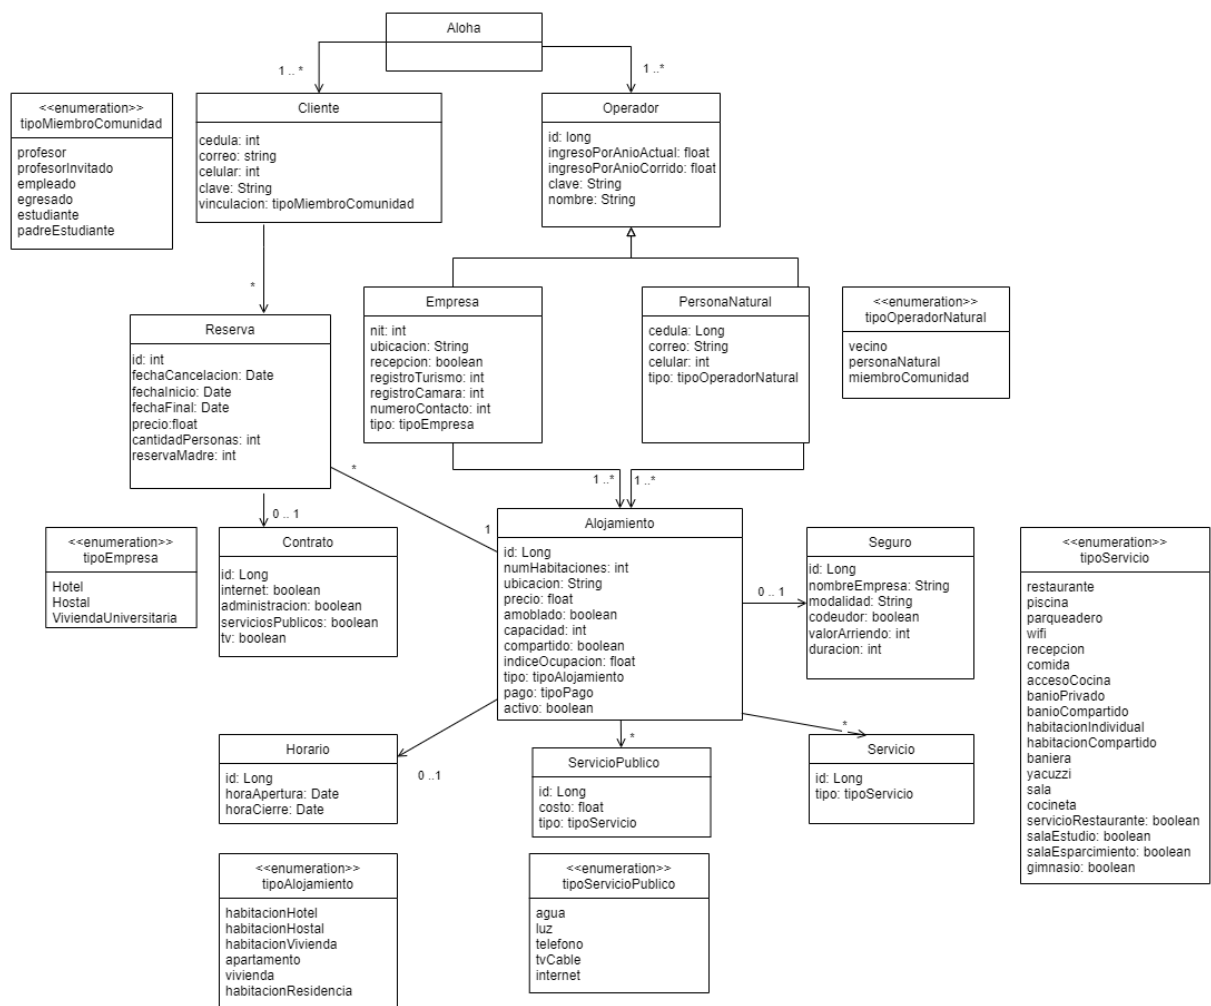 Aloha
1 .. *
1..*
<<enumeration>>
tipoMiembroComunidad
profesor
profesorInvitado
empleado
egresado
estudiante
padreEstudiante
Cliente
cedula: int
correo: string
celular: int
clave: String
vinculacion: tipoMiembroComunidad
Operador
id: long
ingresoPorAnioActual: float
ingresoPorAnioCorrido: float
clave: String
nombre: String
*
Reserva
id: int
fechaCancelacion: Date
fechaInicio: Date
fechaFinal: Date
precio:float
cantidadPersonas: int
reservaMadre: int
Empresa
nit: int
ubicacion: String
recepcion: boolean
registroTurismo: int
registroCamara: int
numeroContacto: int
tipo: tipoEmpresa
PersonaNatural
cedula: Long
correo: String
celular: int
tipo: tipoOperadorNatural
<<enumeration>>
tipoOperadorNatural
vecino
personaNatural
miembroComunidad
*
1 ..*
1 ..*
0 .. 1
1
<<enumeration>>
tipoEmpresa
Hotel
Hostal
ViviendaUniversitaria
Contrato
id: Long
internet: boolean
administracion: boolean
serviciosPublicos: boolean
tv: boolean
Alojamiento
id: Long
numHabitaciones: int
ubicacion: String
precio: float
amoblado: boolean
capacidad: int
compartido: boolean
indiceOcupacion: float
tipo: tipoAlojamiento
pago: tipoPago
activo: boolean
0 .. 1
Seguro
id: Long
nombreEmpresa: String
modalidad: String
codeudor: boolean
valorArriendo: int
duracion: int
<<enumeration>>
tipoServicio
restaurante
piscina
parqueadero
wifi
recepcion
comida
accesoCocina
banioPrivado
banioCompartido
habitacionIndividual
habitacionCompartido
baniera
yacuzzi
sala
cocineta
servicioRestaurante: boolean
salaEstudio: boolean
salaEsparcimiento: boolean
gimnasio: boolean
Horario
id: Long
horaApertura: Date
horaCierre: Date
0 ..1
*
ServicioPublico
id: Long
costo: float
tipo: tipoServicio
*
Servicio
id: Long
tipo: tipoServicio
<<enumeration>>
tipoAlojamiento
habitacionHotel
habitacionHostal
habitacionVivienda
apartamento
vivienda
habitacionResidencia
<<enumeration>>
tipoServicioPublico
agua
luz
telefono
tvCable
internet